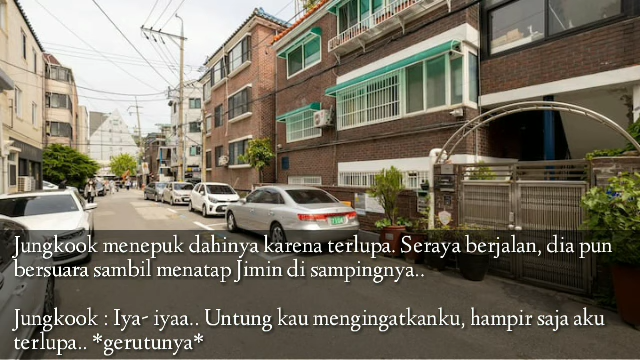 Jungkook menepuk dahinya karena terlupa. Seraya berjalan, dia pun
bersuara sambil menatap Jimin di sampingnya..
Jungkook : Iya- iyaa.. Untung kau mengingatkanku, hampir saja aku
terlupa.. *gerutunya*